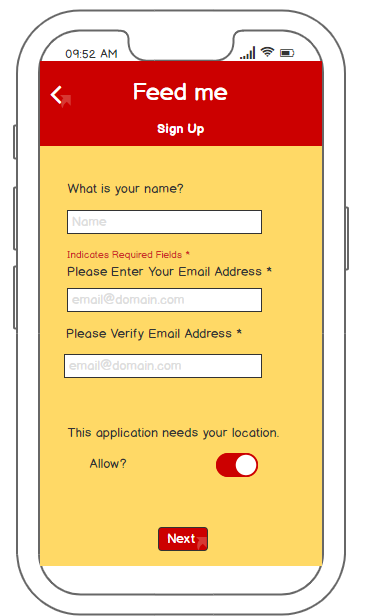 09:52 AM
Feed me
Sign Up
What is your name?
Name
Indicates Required Fields *
Please Enter Your Email Address *
email@domain.com
Please Verify Email Address *
email@domain.com
This application needs your location.
Allow?
Next